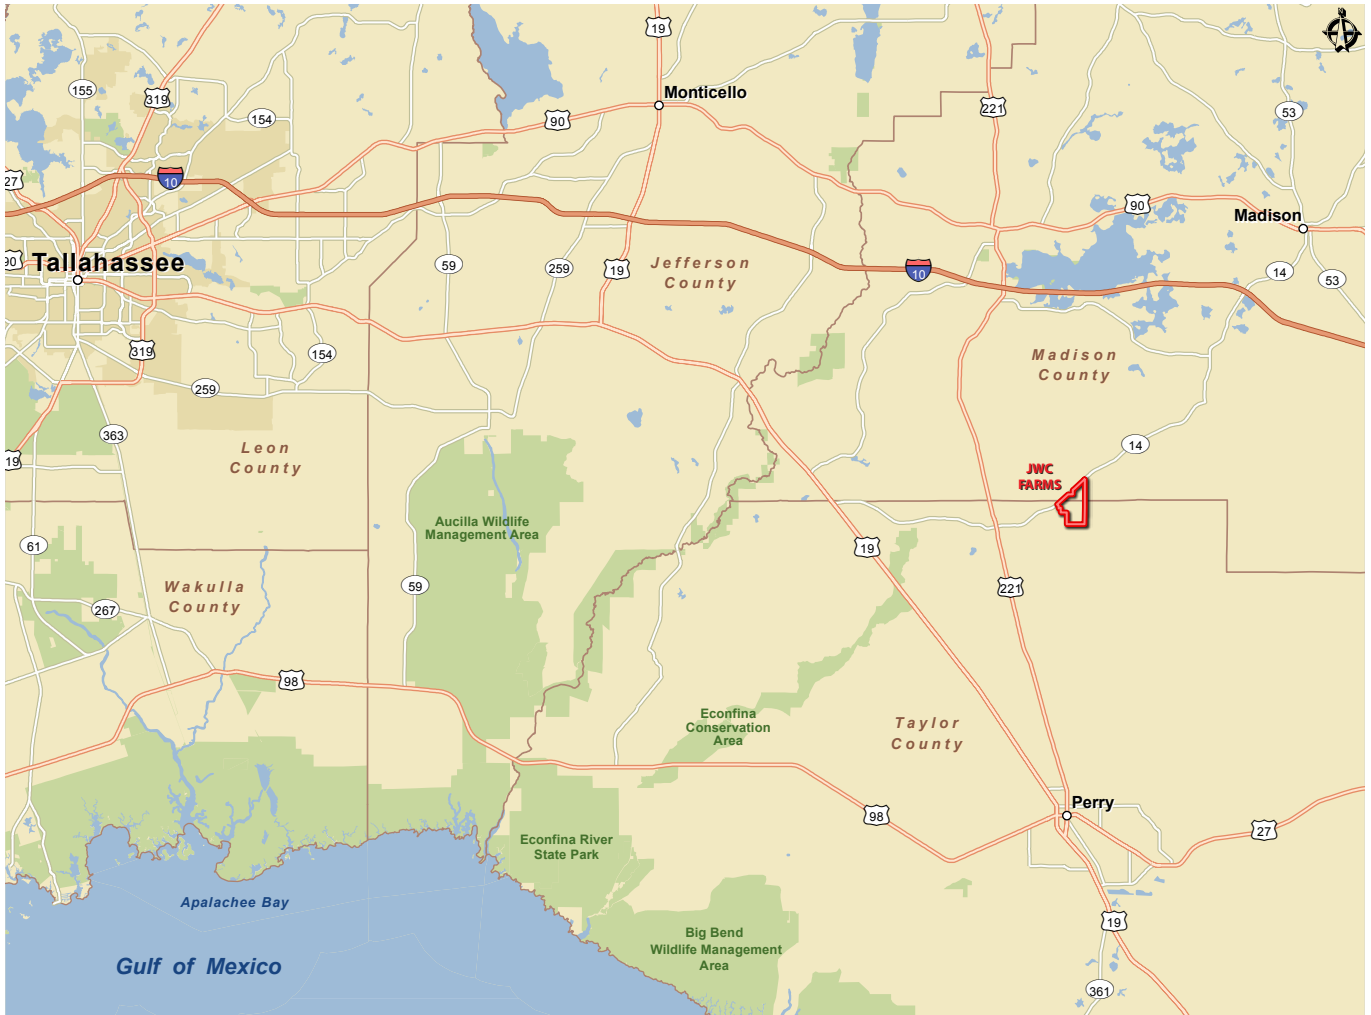 19
Monticello
155
319
154
90
221
53
27
10
90
Madison
90
Tallahassee
59
259
19
Jefferson
County
10
14
53
319
154
259
Madison
County
363
Leon
County
19
14
JWC
FARMS
Aucilla Wildlife
Management Area
61
19
Wakulla
County
59
221
267
98
Econfina
Conservation
Area
Taylor
County
Perry
98
27
Econfina River
State Park
Apalachee Bay
Big Bend
Wildlife Management
Area
19
Gulf of Mexico
361